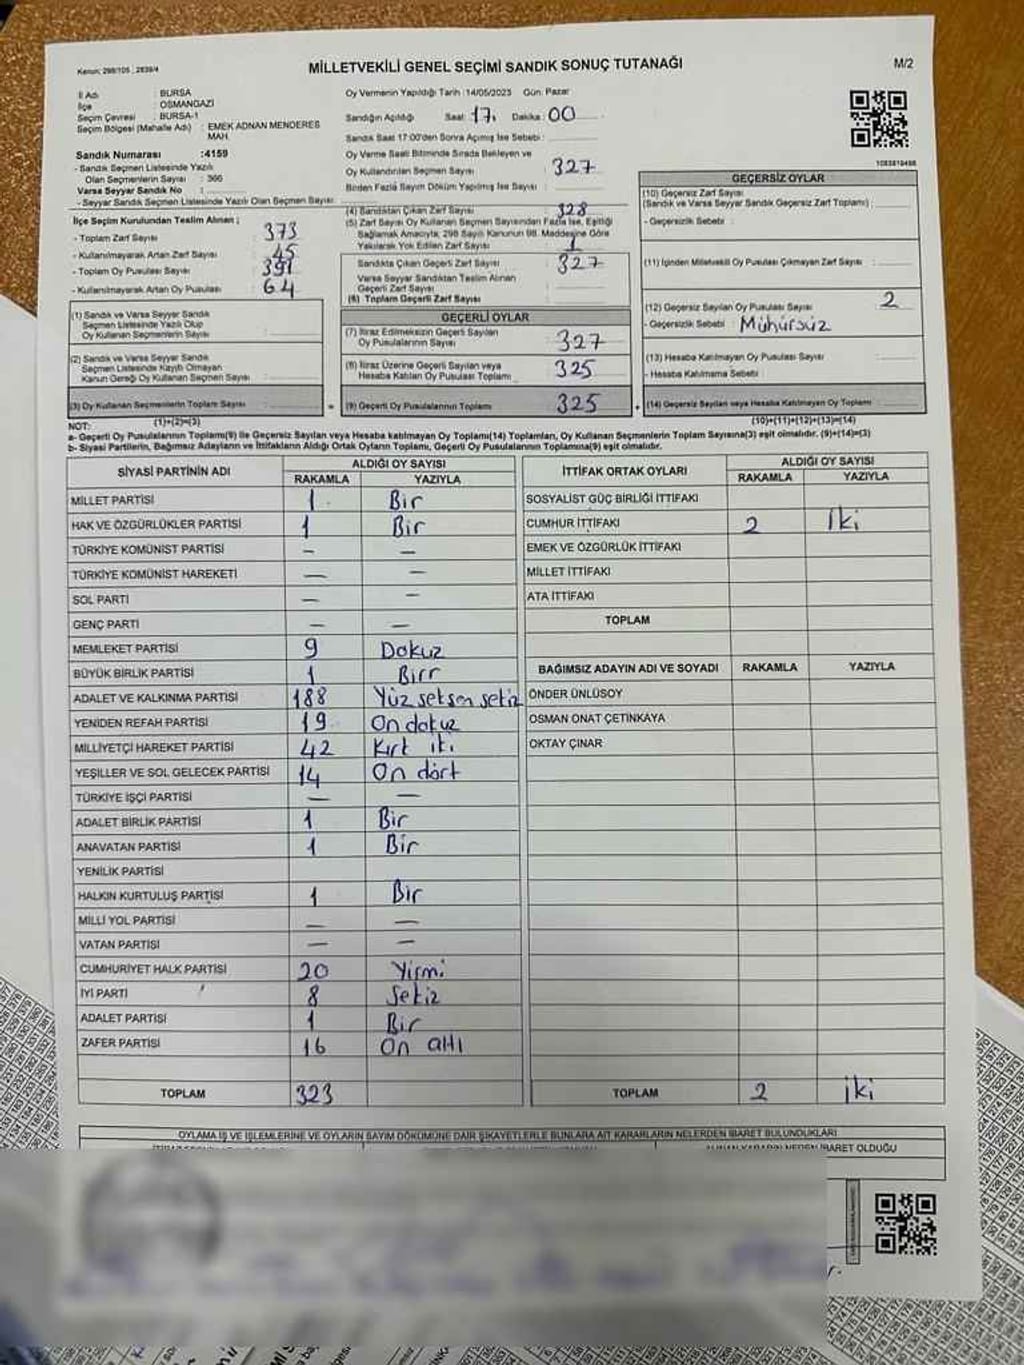 Kanun: 298/105 ; 2839/4
MİLLETVEKİLİ GENEL SEÇİMİ SANDIK SONUÇ TUTANAĞI
M/2
İl Adı : BURSA
İlçe : OSMANGAZİ
Seçim Çevresi : BURSA-1
Seçim Bölgesi (Mahalle Adı) : EMEK ADNAN MENDERES MAH.
Sandık Numarası :4159
- Sandık Seçmen Listesinde Yazılı
Olan Seçmenlerin Sayısı : 366
Varsa Seyyar Sandık No :
- Seyyar Sandık Seçmen Listesinde Yazılı Olan Seçmen Sayısı:
İlçe Seçim Kurulundan Teslim Alınan ;
- Toplam Zarf Sayısı : 373
- Kullanılmayarak Artan Zarf Sayısı : 45
- Toplam Oy Pusulası Sayısı : 391
- Kullanılmayarak Artan Oy Pusulası : 64
(1) Sandık ve Varsa Seyyar Sandık
Seçmen Listesinde Yazılı Olup
Oy Kullanan Seçmenlerin Sayısı :
(2) Sandık ve Varsa Seyyar Sandık
Seçmen Listesinde Kayıtlı Olmayan
Kanun Gereği Oy Kullanan Seçmen Sayısı :
(3) Oy Kullanan Seçmenlerin Toplam Sayısı :
(1)+(2)=(3)
Oy Vermenin Yapıldığı Tarih : 14/05/2023 Gün: Pazar
Sandığın Açıldığı Saat: 17. Dakika: 00
Sandık Saat 17:00'den Sonra Açılmış İse Sebebi :
Oy Verme Saati Bitiminde Sırada Bekleyen ve
Oy Kullandırılan Seçmen Sayısı : 327
Birden Fazla Sayım Döküm Yapılmış İse Sayısı :
(4) Sandıktan Çıkan Zarf Sayısı : 328
(5) Zarf Sayısı Oy Kullanan Seçmen Sayısından Fazla İse, Eşitliği
Sağlamak Amacıyla, 298 Sayılı Kanunun 98. Maddesine Göre
Yakılarak Yok Edilen Zarf Sayısı : 1
Sandıkta Çıkan Geçerli Zarf Sayısı : 327
Varsa Seyyar Sandıktan Teslim Alınan
Geçerli Zarf Sayısı
(6) Toplam Geçerli Zarf Sayısı
GEÇERLİ OYLAR
(7) İtiraz Edilmeksizin Geçerli Sayılan
Oy Pusulalarının Sayısı : 327
(8) İtiraz Üzerine Geçerli Sayılan veya
Hesaba Katılan Oy Pusulası Toplamı : 325
(9) Geçerli Oy Pusulalarının Toplamı : 325
1083819486
GEÇERSİZ OYLAR
(10) Geçersiz Zarf Sayısı
(Sandık ve Varsa Seyyar Sandık Geçersiz Zarf Toplamı) :
- Geçersizlik Sebebi :
(11) İçinden Milletvekili Oy Pusulası Çıkmayan Zarf Sayısı :
(12) Geçersiz Sayılan Oy Pusulası Sayısı : 2
- Geçersizlik Sebebi : Mühürsüz
(13) Hesaba Katılmayan Oy Pusulası Sayısı :
- Hesaba Katılmama Sebebi :
(14) Geçersiz Sayılan veya Hesaba Katılmayan Oy Toplamı :
(10)+(11)+(12)+(13)=(14)
NOT:
a- Geçerli Oy Pusulalarının Toplamı(9) ile Geçersiz Sayılan veya Hesaba katılmayan Oy Toplamı(14) Toplamları, Oy Kullanan Seçmenlerin Toplam Sayısına(3) eşit olmalıdır. (9)+(14)=(3)
b- Siyasi Partilerin, Bağımsız Adayların ve İttifakların Aldığı Ortak Oyların Toplamı, Geçerli Oy Pusulalarının Toplamına(9) eşit olmalıdır.
SİYASİ PARTİNİN ADI ALDIĞI OY SAYISI
RAKAMLA YAZIYLA
MİLLET PARTİSİ 1 Bir
HAK VE ÖZGÜRLÜKLER PARTİSİ 1 Bir
TÜRKİYE KOMÜNİST PARTİSİ — —
TÜRKİYE KOMÜNİST HAREKETİ — —
SOL PARTİ — —
GENÇ PARTİ — —
MEMLEKET PARTİSİ 9 Dokuz
BÜYÜK BİRLİK PARTİSİ 1 Birr
ADALET VE KALKINMA PARTİSİ 188 Yüz seksen sekiz
YENİDEN REFAH PARTİSİ 19 On dokuz
MİLLİYETÇİ HAREKET PARTİSİ 42 Kırk iki
YEŞİLLER VE SOL GELECEK PARTİSİ 14 On dört
TÜRKİYE İŞÇİ PARTİSİ — —
ADALET BİRLİK PARTİSİ 1 Bir
ANAVATAN PARTİSİ 1 Bir
YENİLİK PARTİSİ
HALKIN KURTULUŞ PARTİSİ 1 Bir
MİLLİ YOL PARTİSİ — —
VATAN PARTİSİ — —
CUMHURİYET HALK PARTİSİ 20 Yirmi
İYİ PARTİ 8 Sekiz
ADALET PARTİSİ 1 Bir
ZAFER PARTİSİ 16 On altı
TOPLAM 323
İTTİFAK ORTAK OYLARI ALDIĞI OY SAYISI
RAKAMLA YAZIYLA
SOSYALİST GÜÇ BİRLİĞİ İTTİFAKI
CUMHUR İTTİFAKI 2 İki
EMEK VE ÖZGÜRLÜK İTTİFAKI
MİLLET İTTİFAKI
ATA İTTİFAKI
TOPLAM
BAĞIMSIZ ADAYIN ADI VE SOYADI RAKAMLA YAZIYLA
ÖNDER ÜNLÜSOY
OSMAN ONAT ÇETİNKAYA
OKTAY ÇINAR
TOPLAM 2 iki
OYLAMA İŞ VE İŞLEMLERİNE VE OYLARIN SAYIM DÖKÜMÜNE DAİR ŞİKAYETLERLE BUNLARA AİT KARARLARIN NELERDEN İBARET BULUNDUKLARI